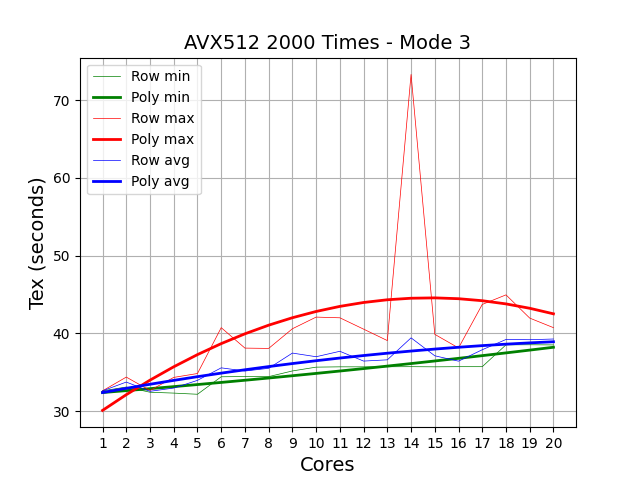 AVX512 2000 Times - Mode 3
Row min
Poly min
Row max
Poly max
Row avg
Poly avg
70
60
50
40
30
Tex (seconds)
1 2 3 4 5 6 7 8 9 10 11 12 13 14 15 16 17 18 19 20
Cores